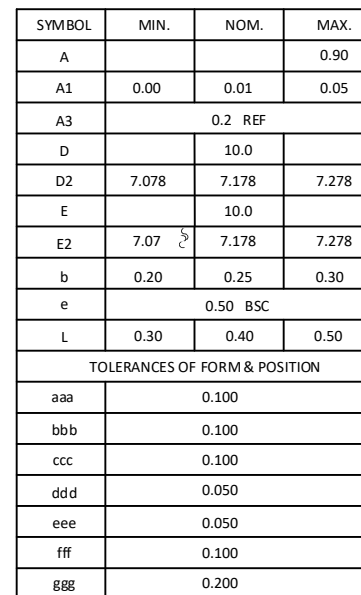 SYMBOL MIN. NOM. MAX.
A 0.90
A1 0.00 0.01 0.05
A3 0.2 REF
D 10.0
D2 7.078 7.178 7.278
E 10.0
E2 7.07 7.178 7.278
b 0.20 0.25 0.30
e 0.50 BSC
L 0.30 0.40 0.50
TOLERANCES OF FORM & POSITION
aaa 0.100
bbb 0.100
ccc 0.100
ddd 0.050
eee 0.050
fff 0.100
ggg 0.200